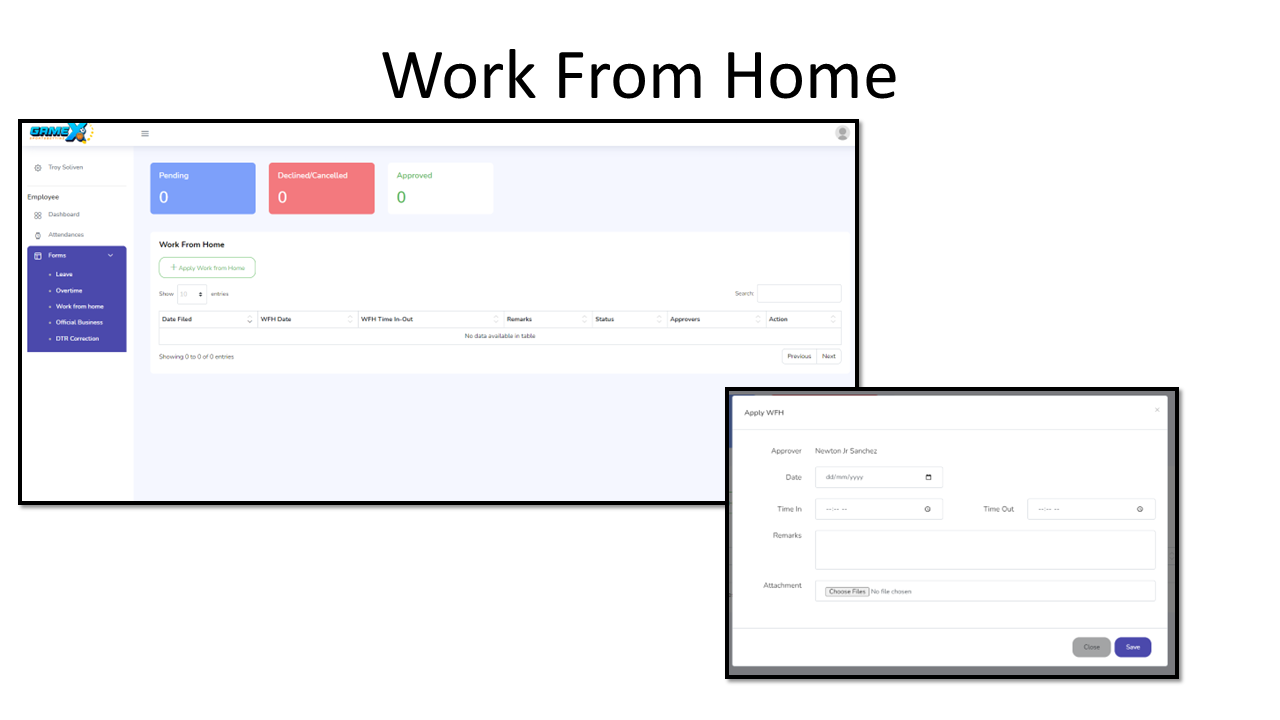 Work From Home
GAMEX
Troy Soliven
Employee
Dashboard
Attendances
Forms
Leave
Overtime
Work from home
Official Business
DTR Correction
Pending
0
Declined/Cancelled
0
Approved
0
Work From Home
+ Apply Work from Home
Show 10 entries
Search:
Date Filed WFH Date WFH Time In-Out Remarks Status Approvers Action
No data available in table
Showing 0 to 0 of 0 entries
Previous Next
Apply WFH ×
Approver Newton Jr Sanchez
Date dd/mm/yyyy
Time In --:-- -- Time Out --:-- --
Remarks
Attachment Choose Files No file chosen
Close Save